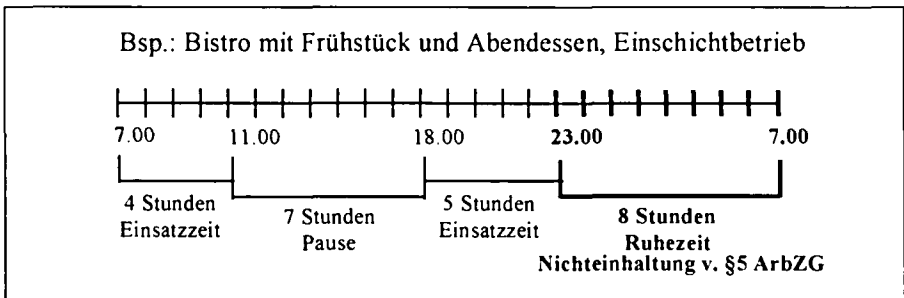 Bsp.: Bistro mit Frühstück und Abendessen, Einschichtbetrieb
7.00 11.00 18.00 23.00 7.00
4 Stunden
Einsatzzeit
7 Stunden
Pause
5 Stunden
Einsatzzeit
8 Stunden
Ruhezeit
Nichteinhaltung v. §5 ArbZG